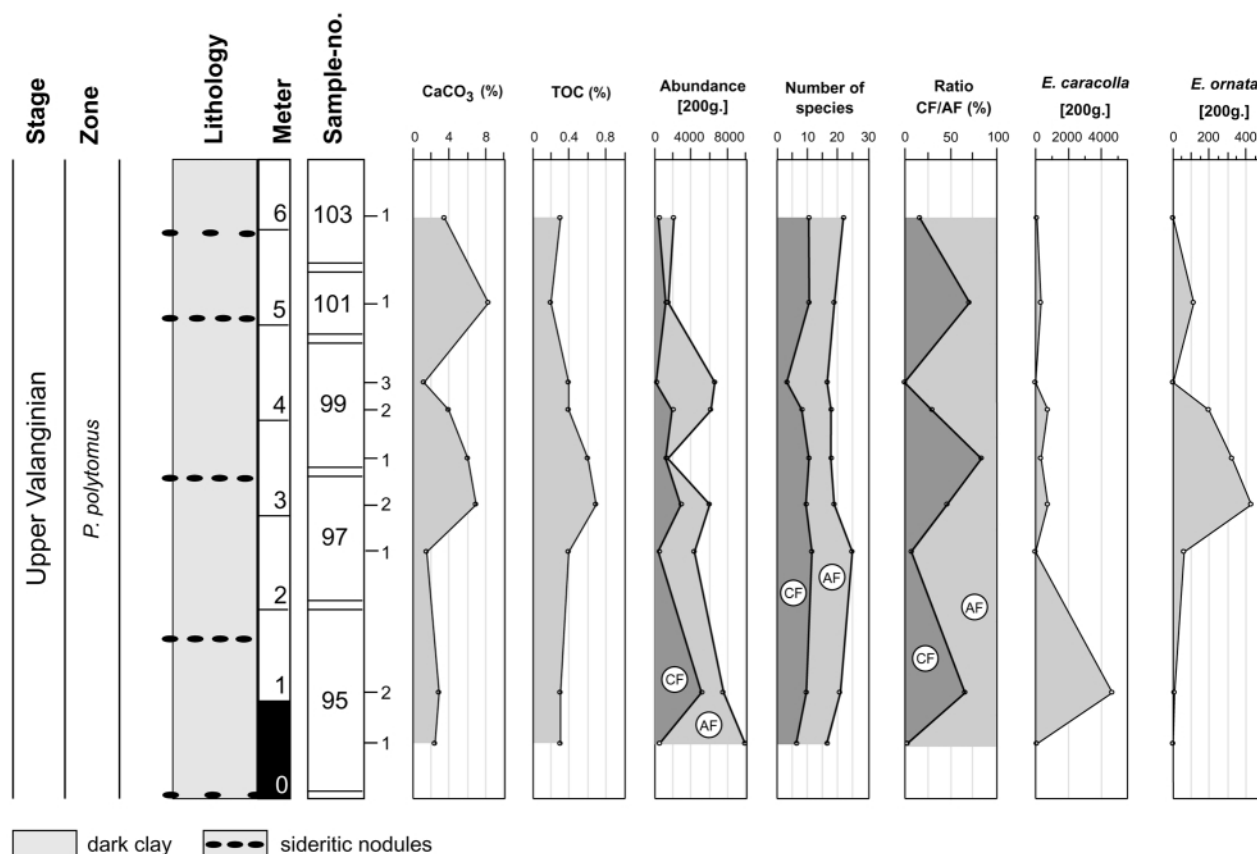 Stage
Zone
Lithology
Meter
Sample-no.
CaCO₃ (%)
TOC (%)
Abundance
[200g.]
Number of
species
Ratio
CF/AF (%)
E. caracolla
[200g.]
E. ornata
[200g.]
0 4 8
0 0.4 0.8
0 4000 8000
0 10 20 30
0 50 100
0 2000 4000
0 200 400
Upper Valanginian
P. polytomus
6
5
4
3
2
1
0
103
101
99
97
95
1
1
3
2
1
2
1
2
1
CF
AF
CF
AF
CF
AF
dark clay
sideritic nodules